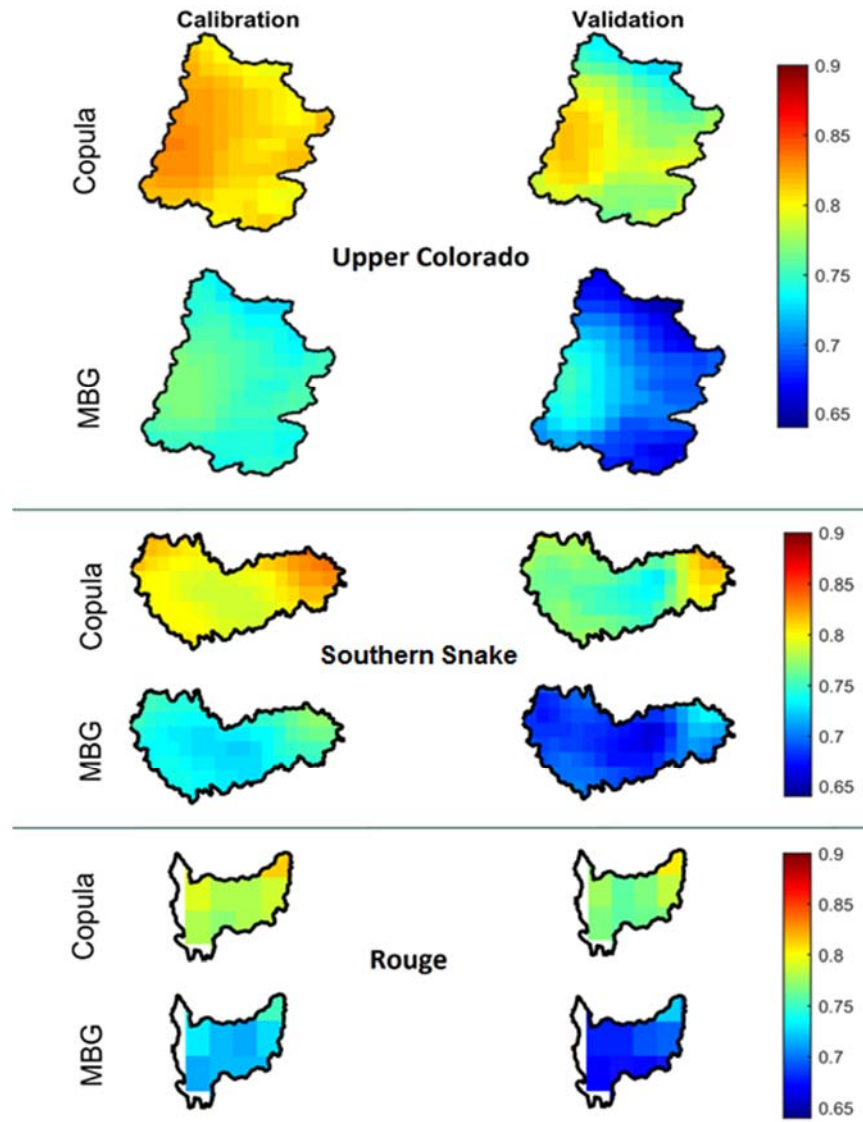 Calibration Validation
Copula
0.9
0.85
0.8
0.75
0.7
0.65
Upper Colorado
MBG
Copula
0.9
0.85
0.8
0.75
0.7
0.65
Southern Snake
MBG
Copula
0.9
0.85
0.8
0.75
0.7
0.65
Rouge
MBG